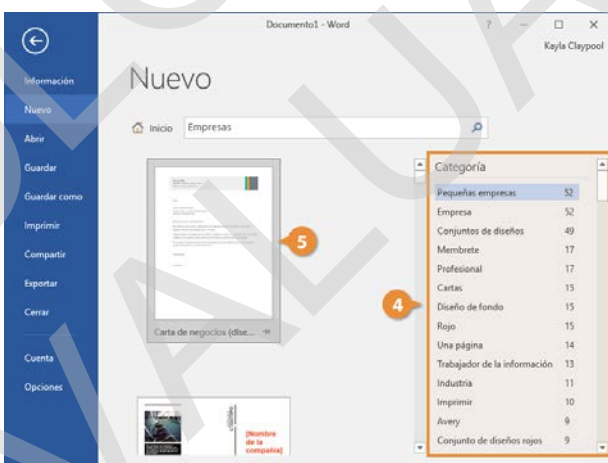 Documento1 - Word
?
Kayla Claypool
Información
Nuevo
Abrir
Guardar
Guardar como
Imprimir
Compartir
Exportar
Cerrar
Cuenta
Opciones
Nuevo
Inicio
Empresas
5
Carta de negocios (dise...
[Nombre
de la
compañía]
4
Categoría
Pequeñas empresas 52
Empresa 52
Conjuntos de diseños 49
Membrete 17
Profesional 17
Cartas 15
Diseño de fondo 15
Rojo 15
Una página 14
Trabajador de la información 13
Industria 11
Imprimir 10
Avery 9
Conjunto de diseños rojos 9